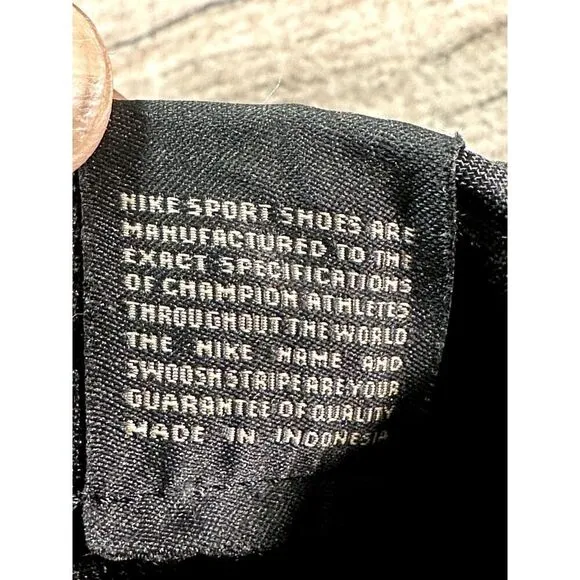 NIKE SPORT SHOES ARE
MANUFACTURED TO THE
EXACT SPECIFICATIONS
OF CHAMPION ATHLETES
THROUGHOUT THE WORLD
THE NIKE NAME AND
SWOOSH STRIPE ARE YOUR
GUARANTEE OF QUALITY
MADE IN INDONESIA